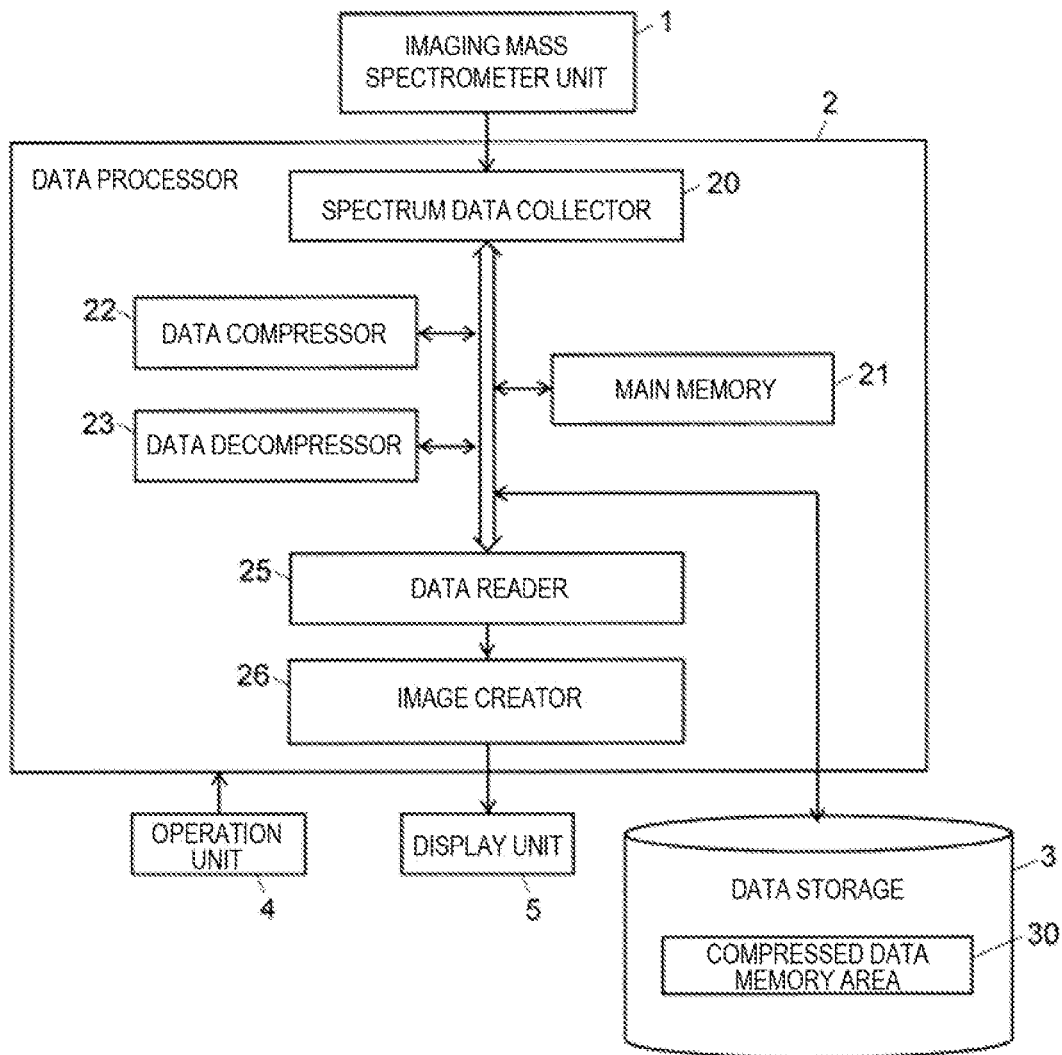 1
IMAGING MASS
SPECTROMETER UNIT
2
DATA PROCESSOR
20
SPECTRUM DATA COLLECTOR
22
DATA COMPRESSOR
MAIN MEMORY
21
23
DATA DECOMPRESSOR
25
DATA READER
26
IMAGE CREATOR
OPERATION
UNIT
4
DISPLAY UNIT
5
3
DATA STORAGE
30
COMPRESSED DATA
MEMORY AREA